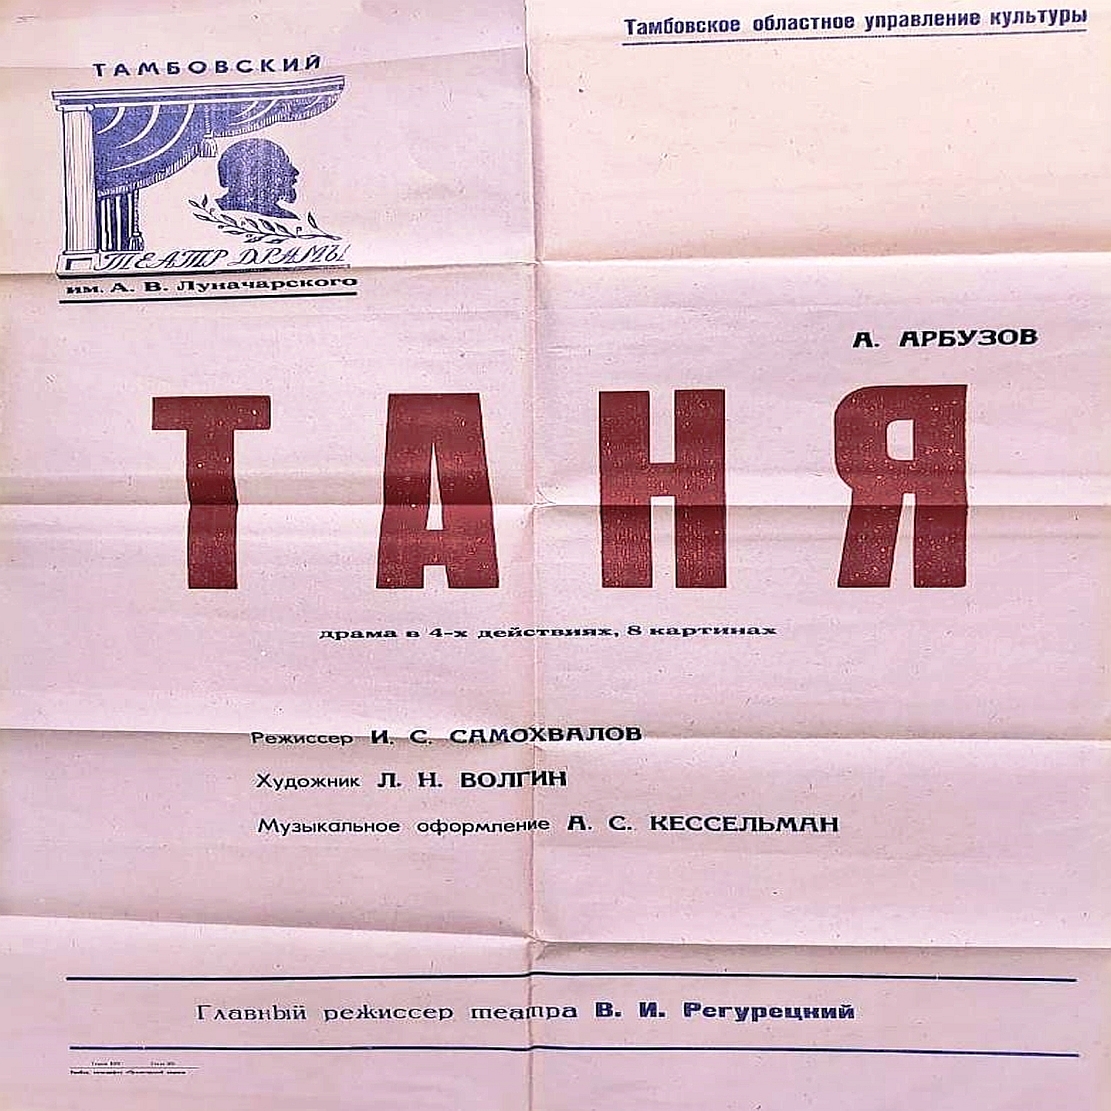 Тамбовское областное управление культуры
ТАМБОВСКИЙ
ТЕАТР ДРАМЫ
им. А. В. Луначарского
А. АРБУЗОВ
ТАНЯ
драма в 4-х действиях, 8 картинах
Режиссер И. С. САМОХВАЛОВ
Художник Л. Н. ВОЛГИН
Музыкальное оформление А. С. КЕССЕЛЬМАН
Главный режиссер театра В. И. Регурецкий